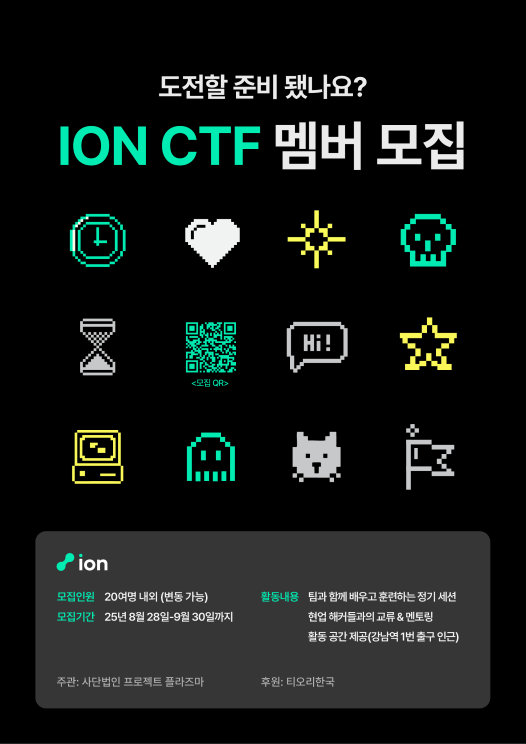 도전할 준비 됐나요?
ION CTF 멤버 모집
Hi!
<모집 QR>
ion
모집인원 20여명 내외 (변동 가능)
모집기간 25년 8월 28일-9월 30일까지
활동내용 팀과 함께 배우고 훈련하는 정기 세션
현업 해커들과의 교류 & 멘토링
활동 공간 제공(강남역 1번 출구 인근)
주관: 사단법인 프로젝트 플라즈마
후원: 티오리한국